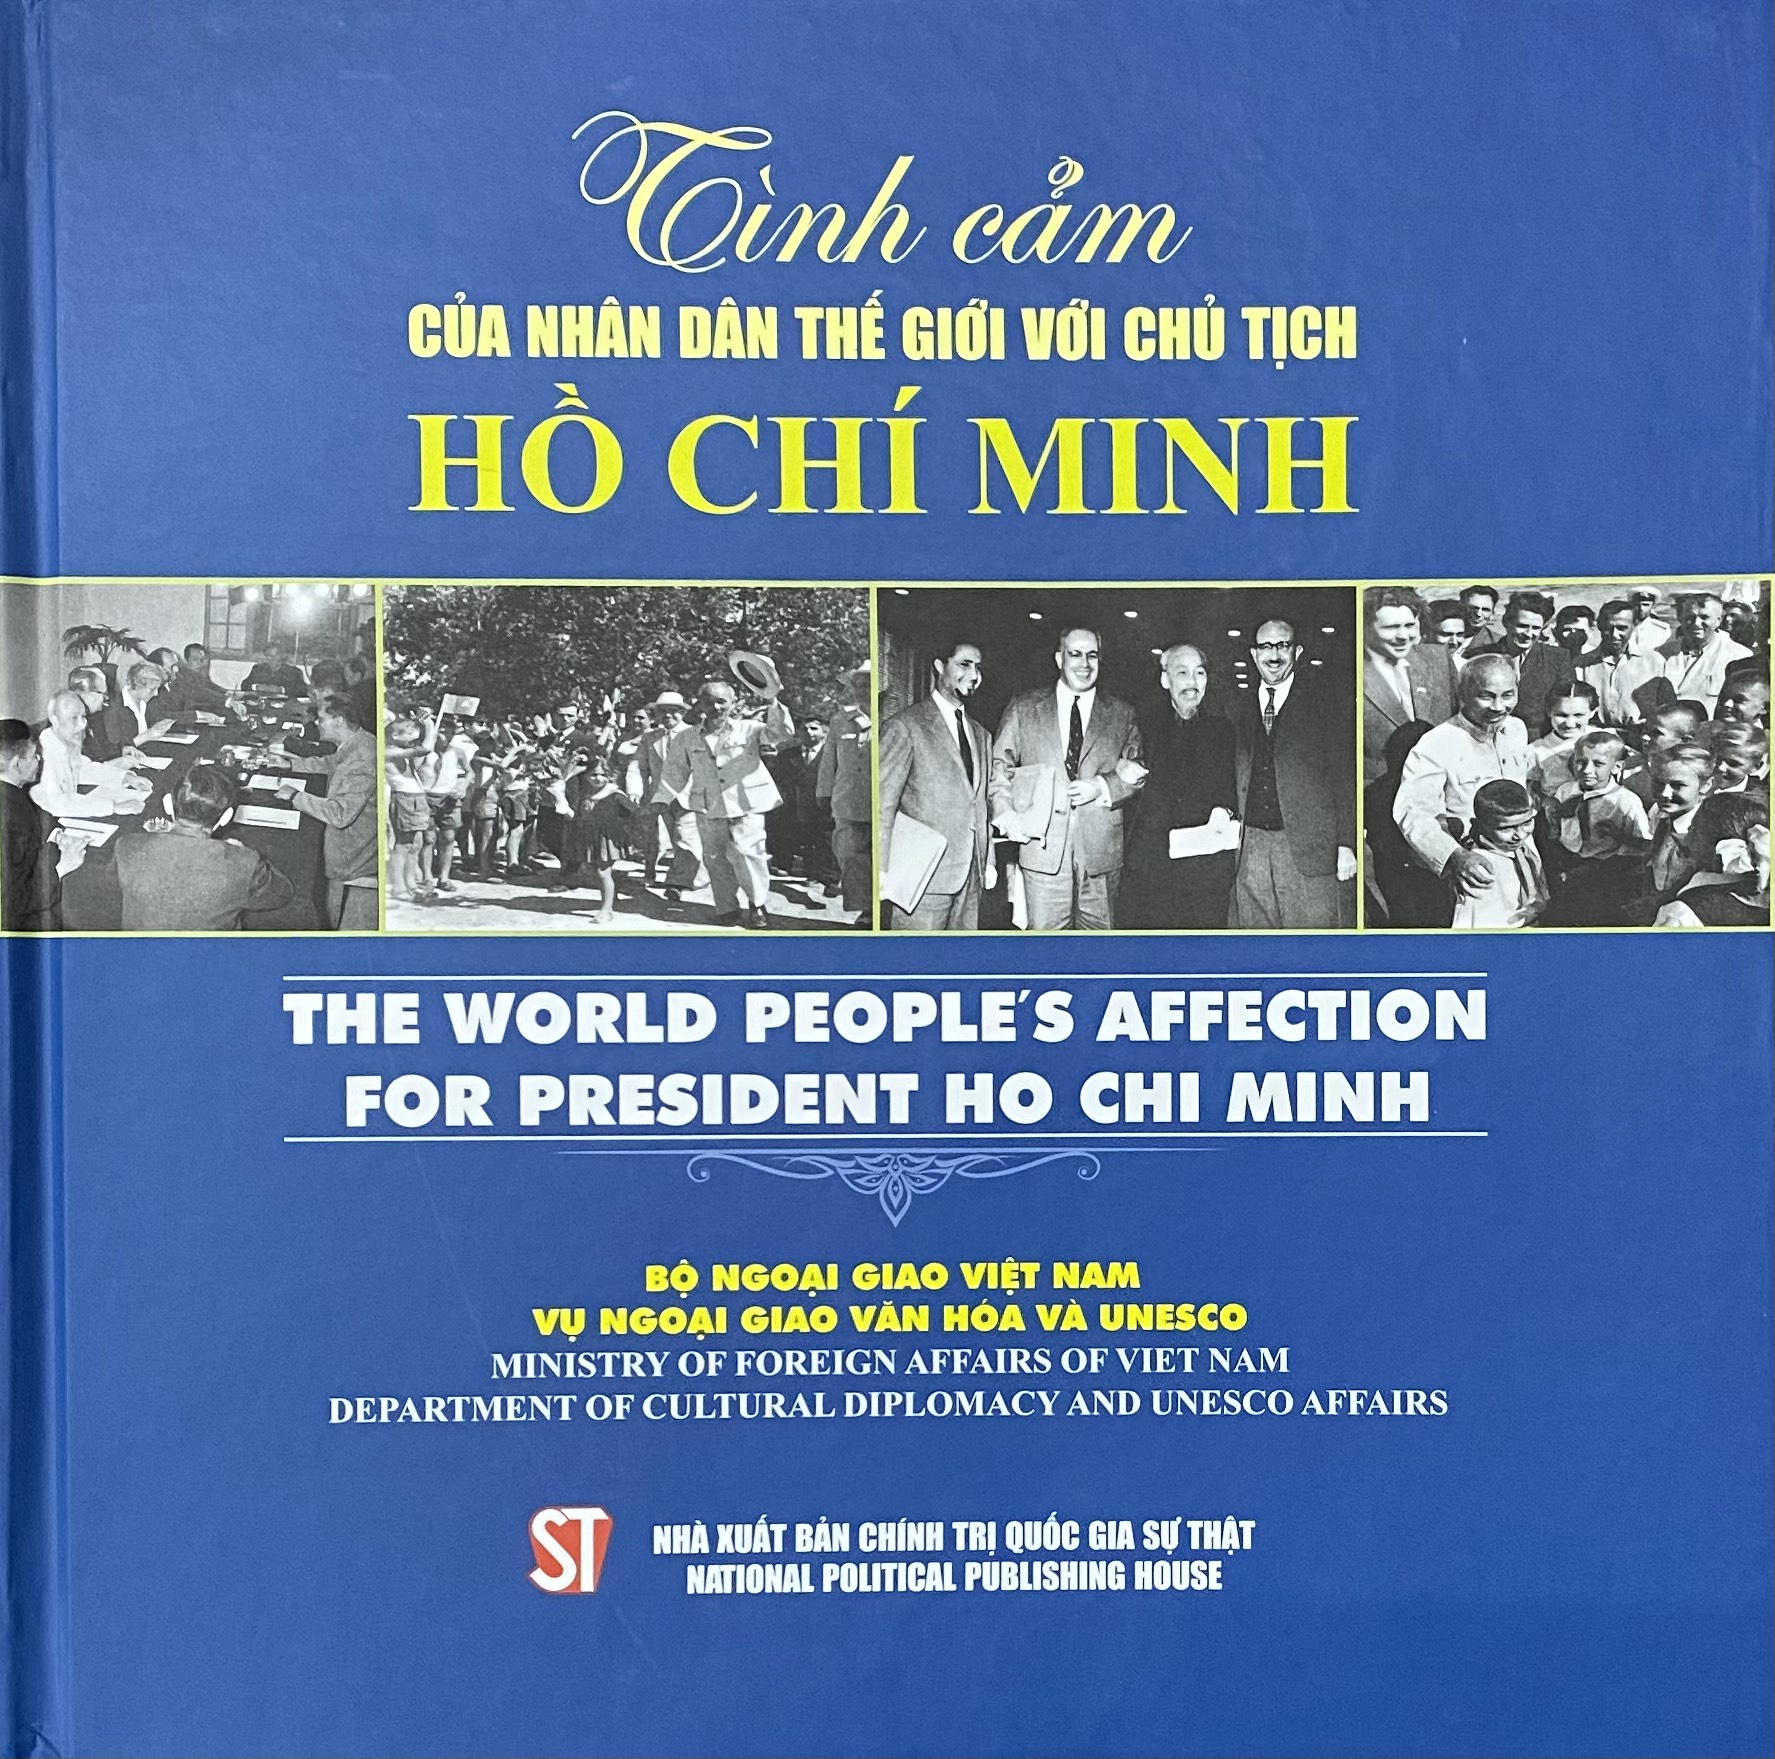 Tình cảm
CỦA NHÂN DÂN THẾ GIỚI VỚI CHỦ TỊCH
HỒ CHÍ MINH
THE WORLD PEOPLE'S AFFECTION
FOR PRESIDENT HO CHI MINH
BỘ NGOẠI GIAO VIỆT NAM
VỤ NGOẠI GIAO VĂN HÓA VÀ UNESCO
MINISTRY OF FOREIGN AFFAIRS OF VIET NAM
DEPARTMENT OF CULTURAL DIPLOMACY AND UNESCO AFFAIRS
ST
NHÀ XUẤT BẢN CHÍNH TRỊ QUỐC GIA SỰ THẬT
NATIONAL POLITICAL PUBLISHING HOUSE